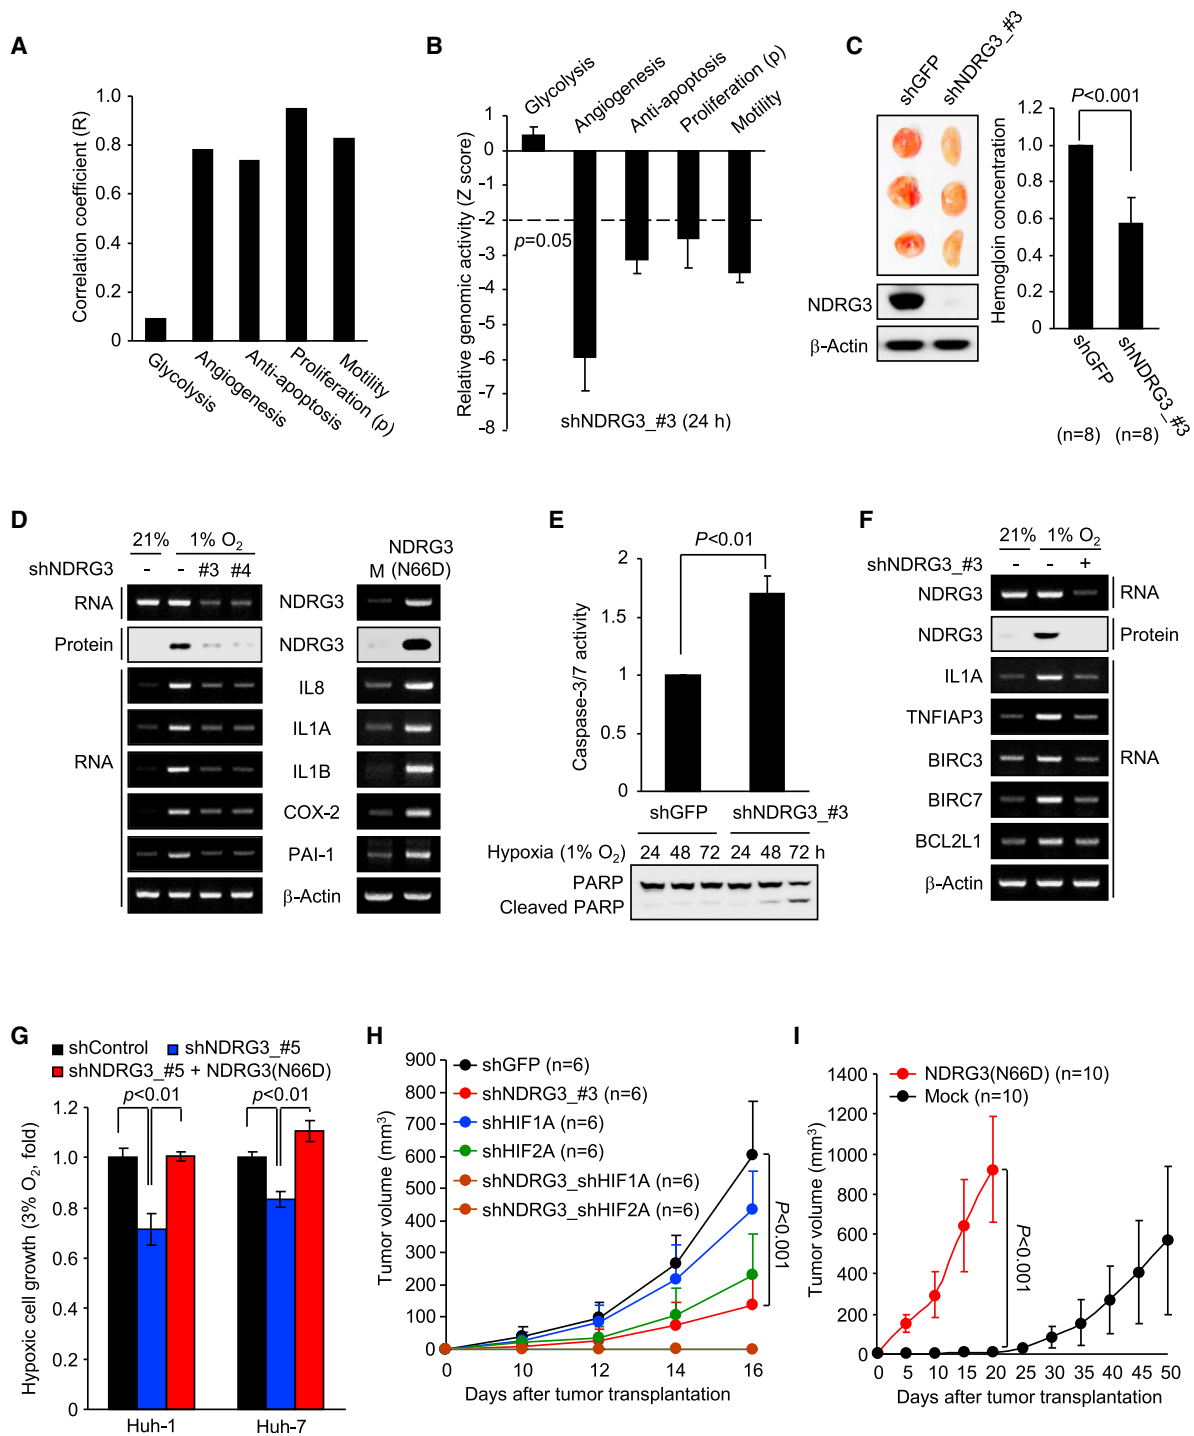 A
Correlation coefficient (R)
1.0
0.8
0.6
0.4
0.2
0
Glycolysis
Angiogenesis
Anti-apoptosis
Proliferation (p)
Motility
B
Relative genomic activity (Z score)
Glycolysis
Angiogenesis
Anti-apoptosis
Proliferation (p)
Motility
1
0
-1
-2
-3
-4
-5
-6
-7
-8
p=0.05
shNDRG3_#3 (24 h)
C
shGFP
shNDRG3_#3
NDRG3
β-Actin
P<0.001
Hemogloin concentration
1.2
1.0
0.8
0.6
0.4
0.2
0
shGFP
shNDRG3_#3
(n=8) (n=8)
D
21% 1% O2
shNDRG3 - - #3 #4
NDRG3
M (N66D)
RNA NDRG3
Protein NDRG3
IL8
IL1A
RNA IL1B
COX-2
PAI-1
β-Actin
E
P<0.01
Caspase-3/7 activity
2
1.5
1
0.5
0
shGFP shNDRG3_#3
Hypoxia (1% O2) 24 48 72 24 48 72 h
PARP
Cleaved PARP
F
21% 1% O2
shNDRG3_#3 - - +
NDRG3 RNA
NDRG3 Protein
IL1A
TNFIAP3
BIRC3 RNA
BIRC7
BCL2L1
β-Actin
G
shControl shNDRG3_#5
shNDRG3_#5 + NDRG3(N66D)
p<0.01 p<0.01
Hypoxic cell growth (3% O2, fold)
1.2
1.0
0.8
0.6
0.4
0.2
0
Huh-1 Huh-7
H
Tumor volume (mm3)
900
800
700
600
500
400
300
200
100
0
shGFP (n=6)
shNDRG3_#3 (n=6)
shHIF1A (n=6)
shHIF2A (n=6)
shNDRG3_shHIF1A (n=6)
shNDRG3_shHIF2A (n=6)
P<0.001
0 10 12 14 16
Days after tumor transplantation
I
Tumor volume (mm3)
1400
1200
1000
800
600
400
200
0
NDRG3(N66D) (n=10)
Mock (n=10)
P<0.001
0 5 10 15 20 25 30 35 40 45 50
Days after tumor transplantation